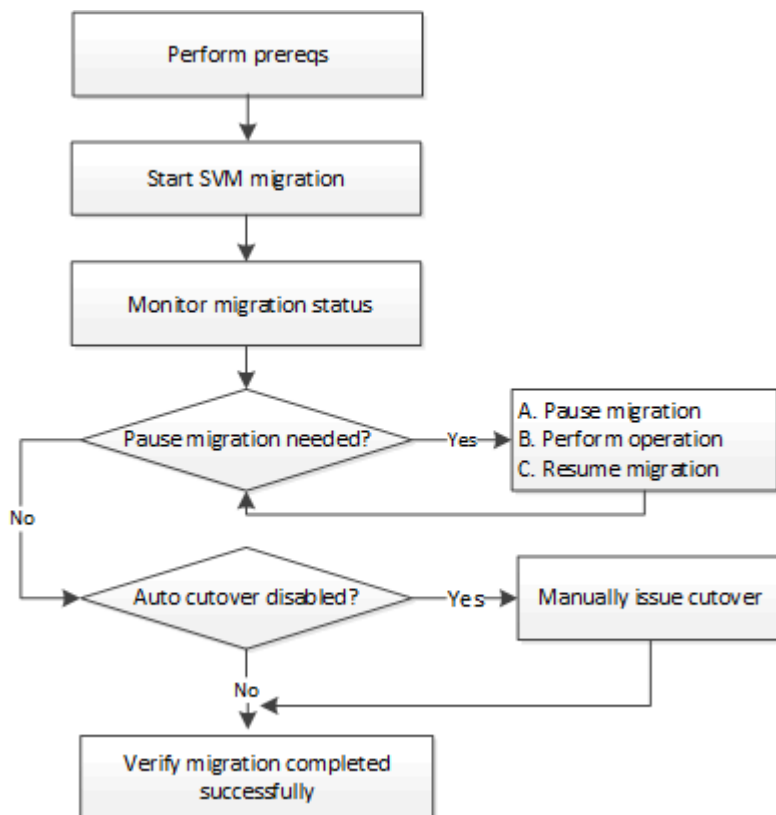 Perform prereqs
Start SVM migration
Monitor migration status
Pause migration needed?
Yes
A. Pause migration
B. Perform operation
C. Resume migration
No
Auto cutover disabled?
Yes
Manually issue cutover
No
Verify migration completed
successfully